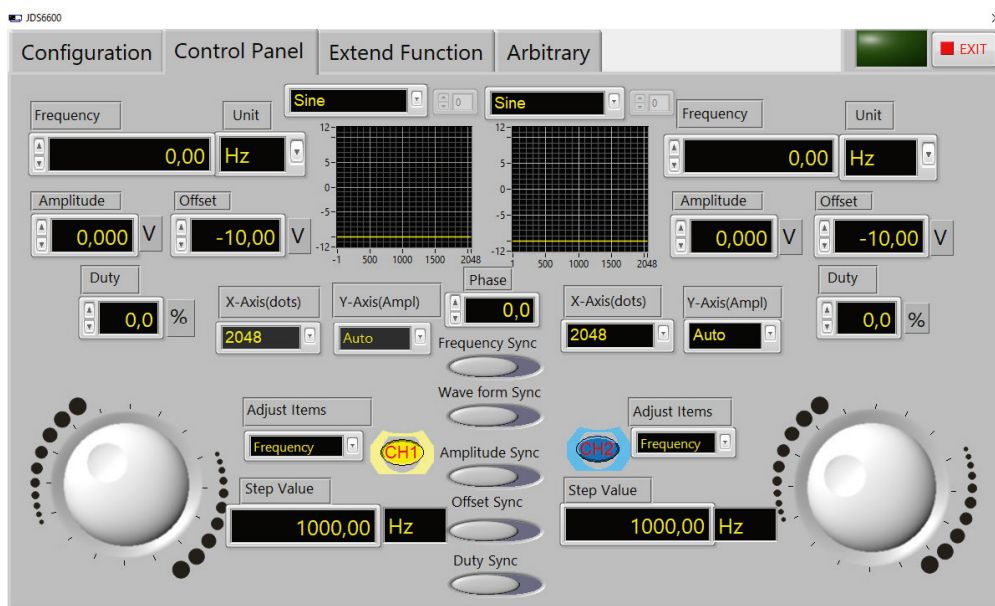 JDS6600
Configuration
Control Panel
Extend Function
Arbitrary
EXIT
Frequency
Unit
0,00
Hz
Amplitude
Offset
0,000
V
-10,00
V
Duty
0,0
%
Sine
0
12
5
0
-5
-12
-1 500 1000 1500 2048
X-Axis(dots)
Y-Axis(Ampl)
2048
Auto
Sine
0
12
5
0
-5
-12
1 500 1000 1500 2048
Phase
0,0
X-Axis(dots)
Y-Axis(Ampl)
2048
Auto
Frequency
Unit
0,00
Hz
Amplitude
Offset
0,000
V
-10,00
V
Duty
0,0
%
Frequency Sync
Wave form Sync
Amplitude Sync
Offset Sync
Duty Sync
Adjust Items
Frequency
CH1
Step Value
1000,00
Hz
CH2
Adjust Items
Frequency
Step Value
1000,00
Hz